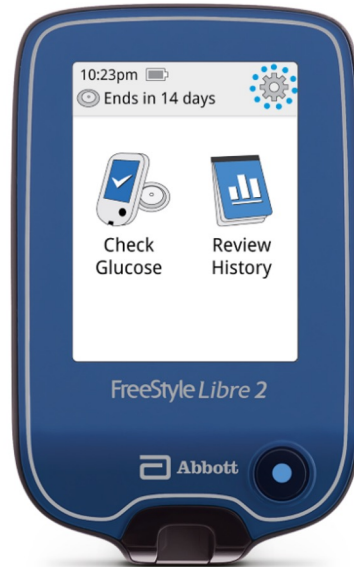 10:23pm
Ends in 14 days
Check
Glucose
Review
History
FreeStyle Libre 2
Abbott